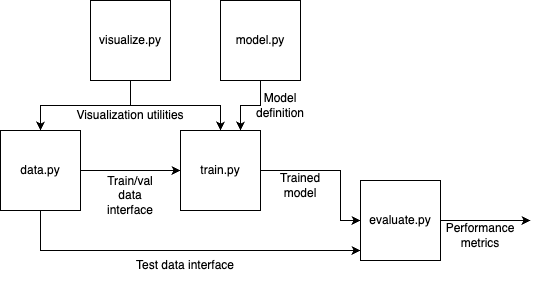 visualize.py
model.py
Visualization utilities
Model
definition
data.py
train.py
Train/val
data
interface
Trained
model
evaluate.py
Performance
metrics
Test data interface